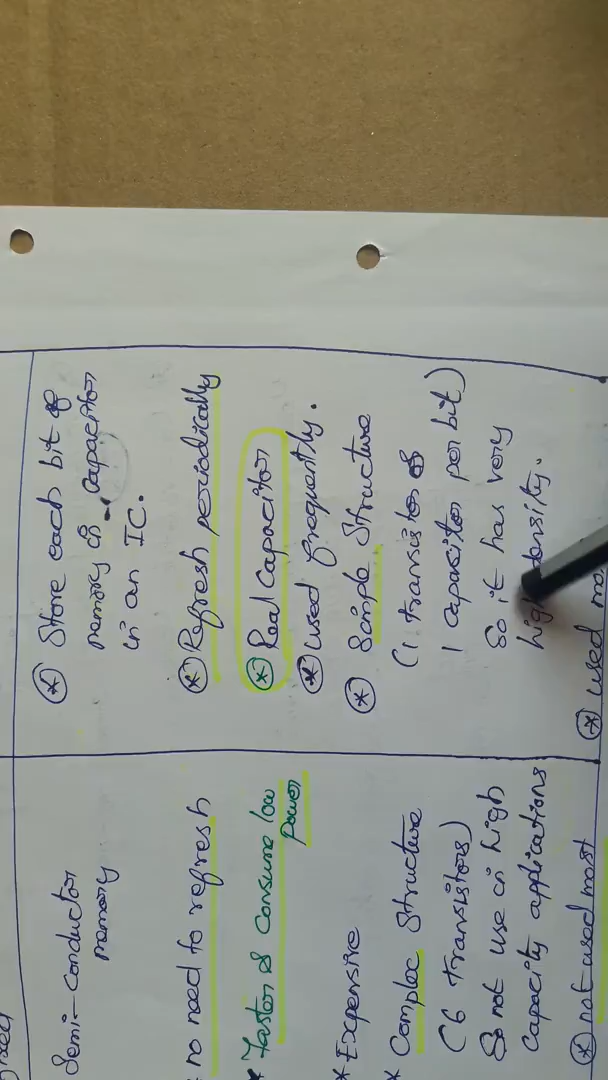 Semi-conductor
memory
no need to refresh
* Faster & Consume low
power
* Expensive
* Complex Structure
(6 transistors)
So not use in high
Capacity applications
* not used most
* Store each bit of
memory in Capacitor
in an IC.
* Refresh periodically
* Leal Capacitor
* used frequently.
* Simple Structure
(1 transistor &
1 capacitor per bit)
So it has very
high density.
* used